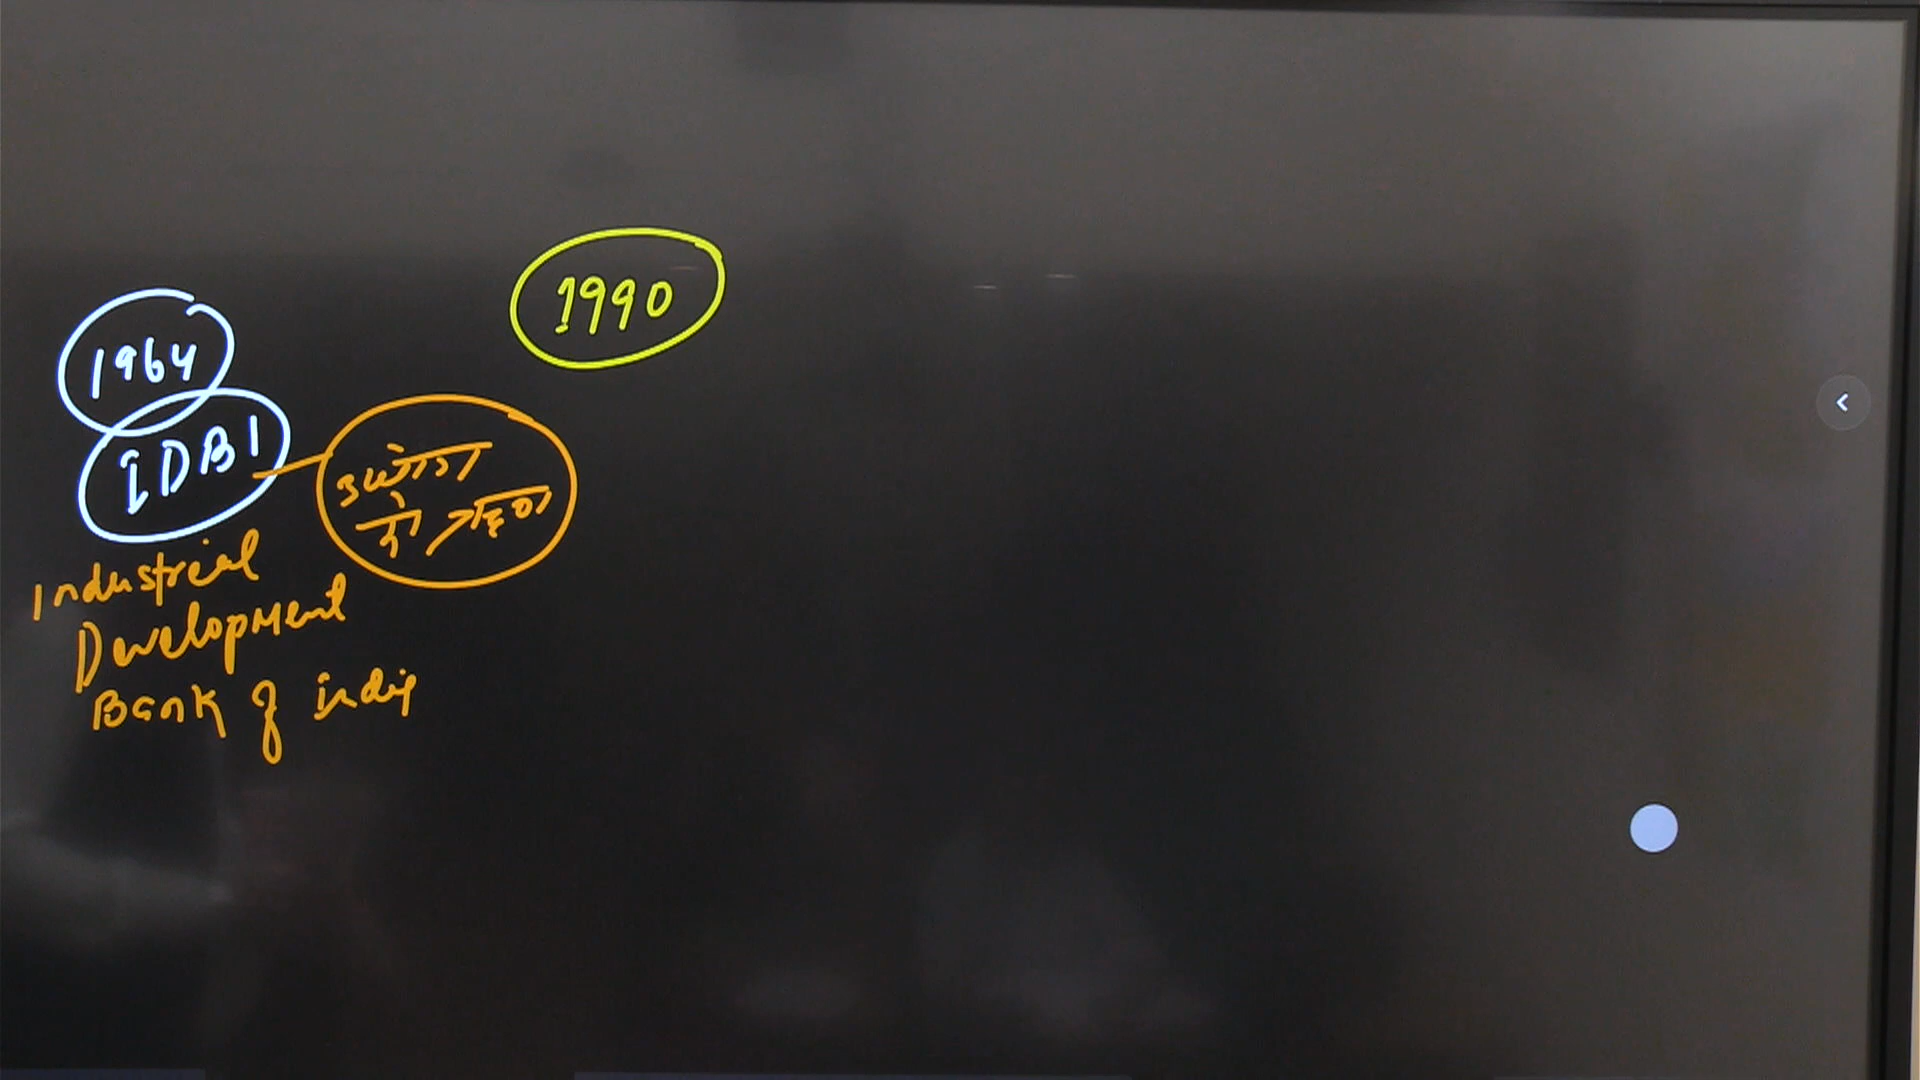 1990
1964
IDBI
उद्योगो
को ऋण
Industrial
Development
Bank of india